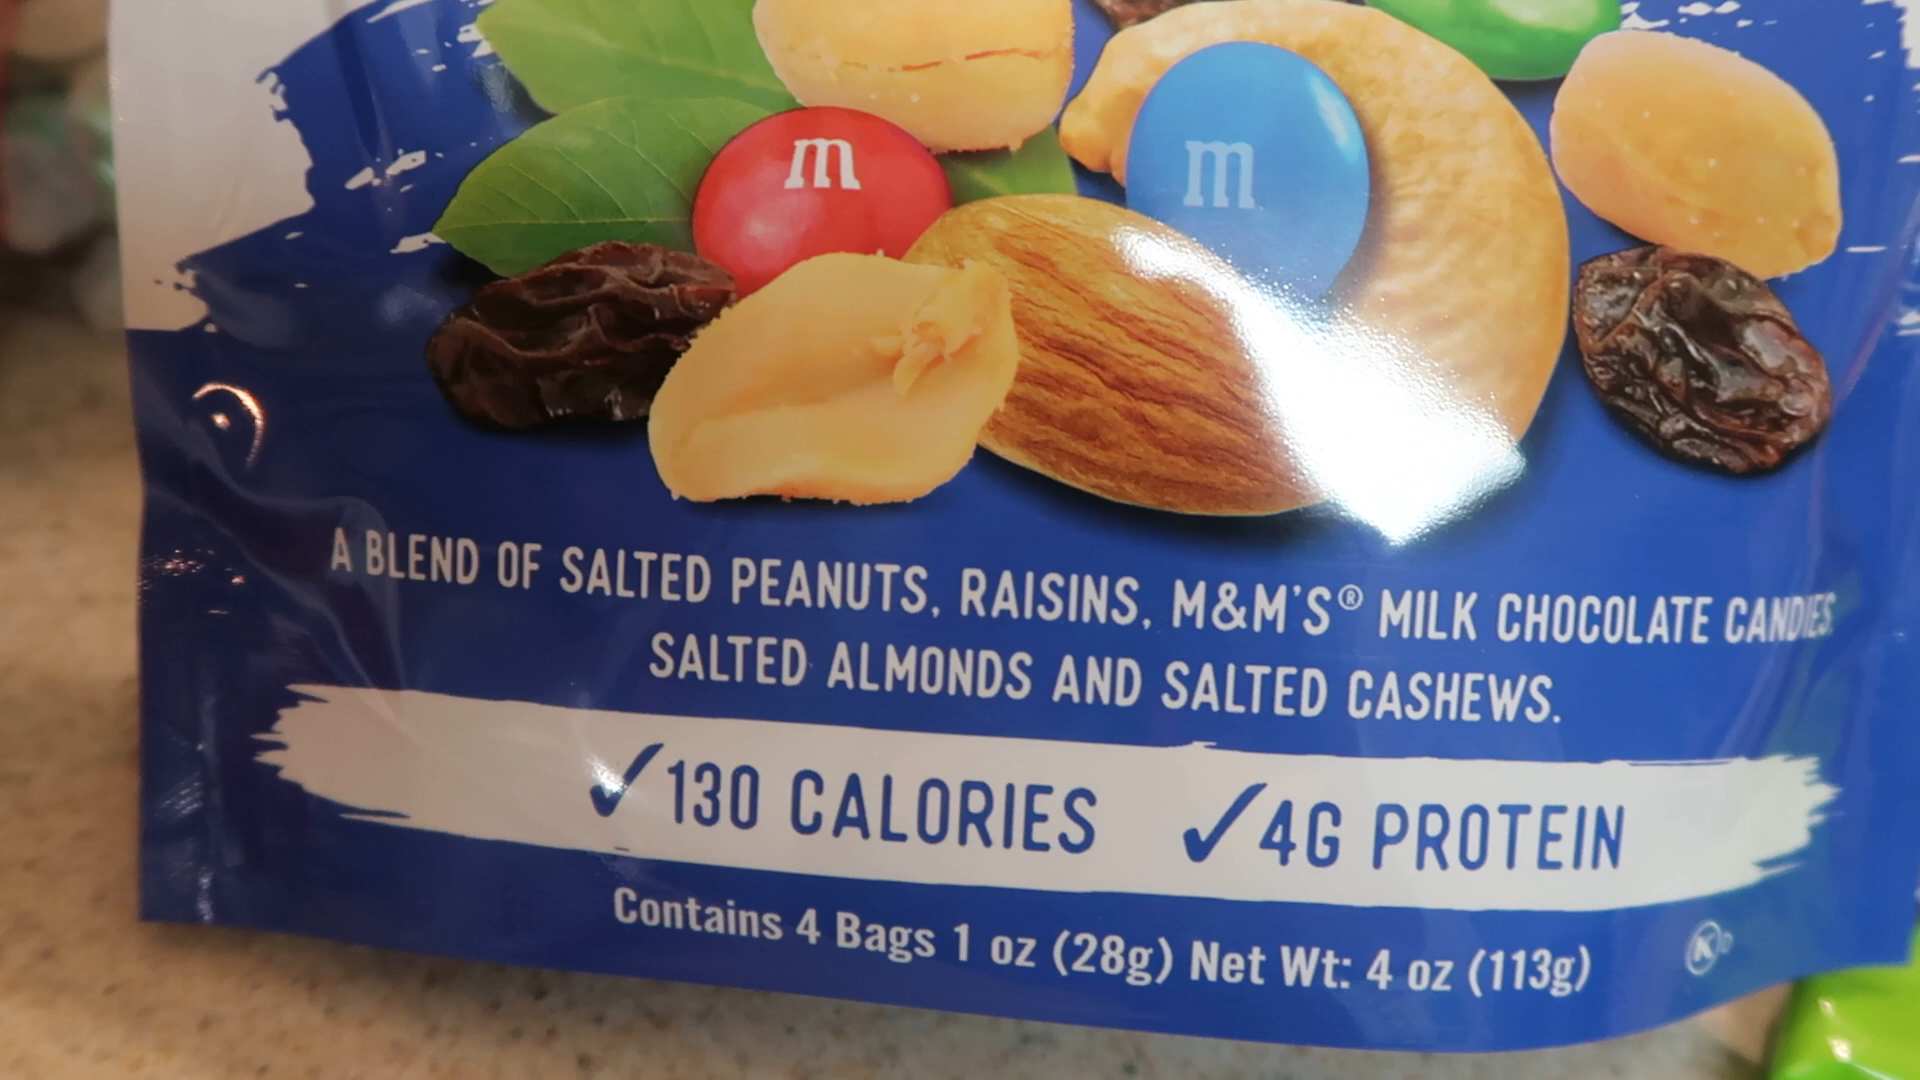 m
m
A BLEND OF SALTED PEANUTS, RAISINS, M&M'S® MILK CHOCOLATE CANDIES,
SALTED ALMONDS AND SALTED CASHEWS.
✓130 CALORIES ✓4G PROTEIN
Contains 4 Bags 1 oz (28g) Net Wt: 4 oz (113g)
K D